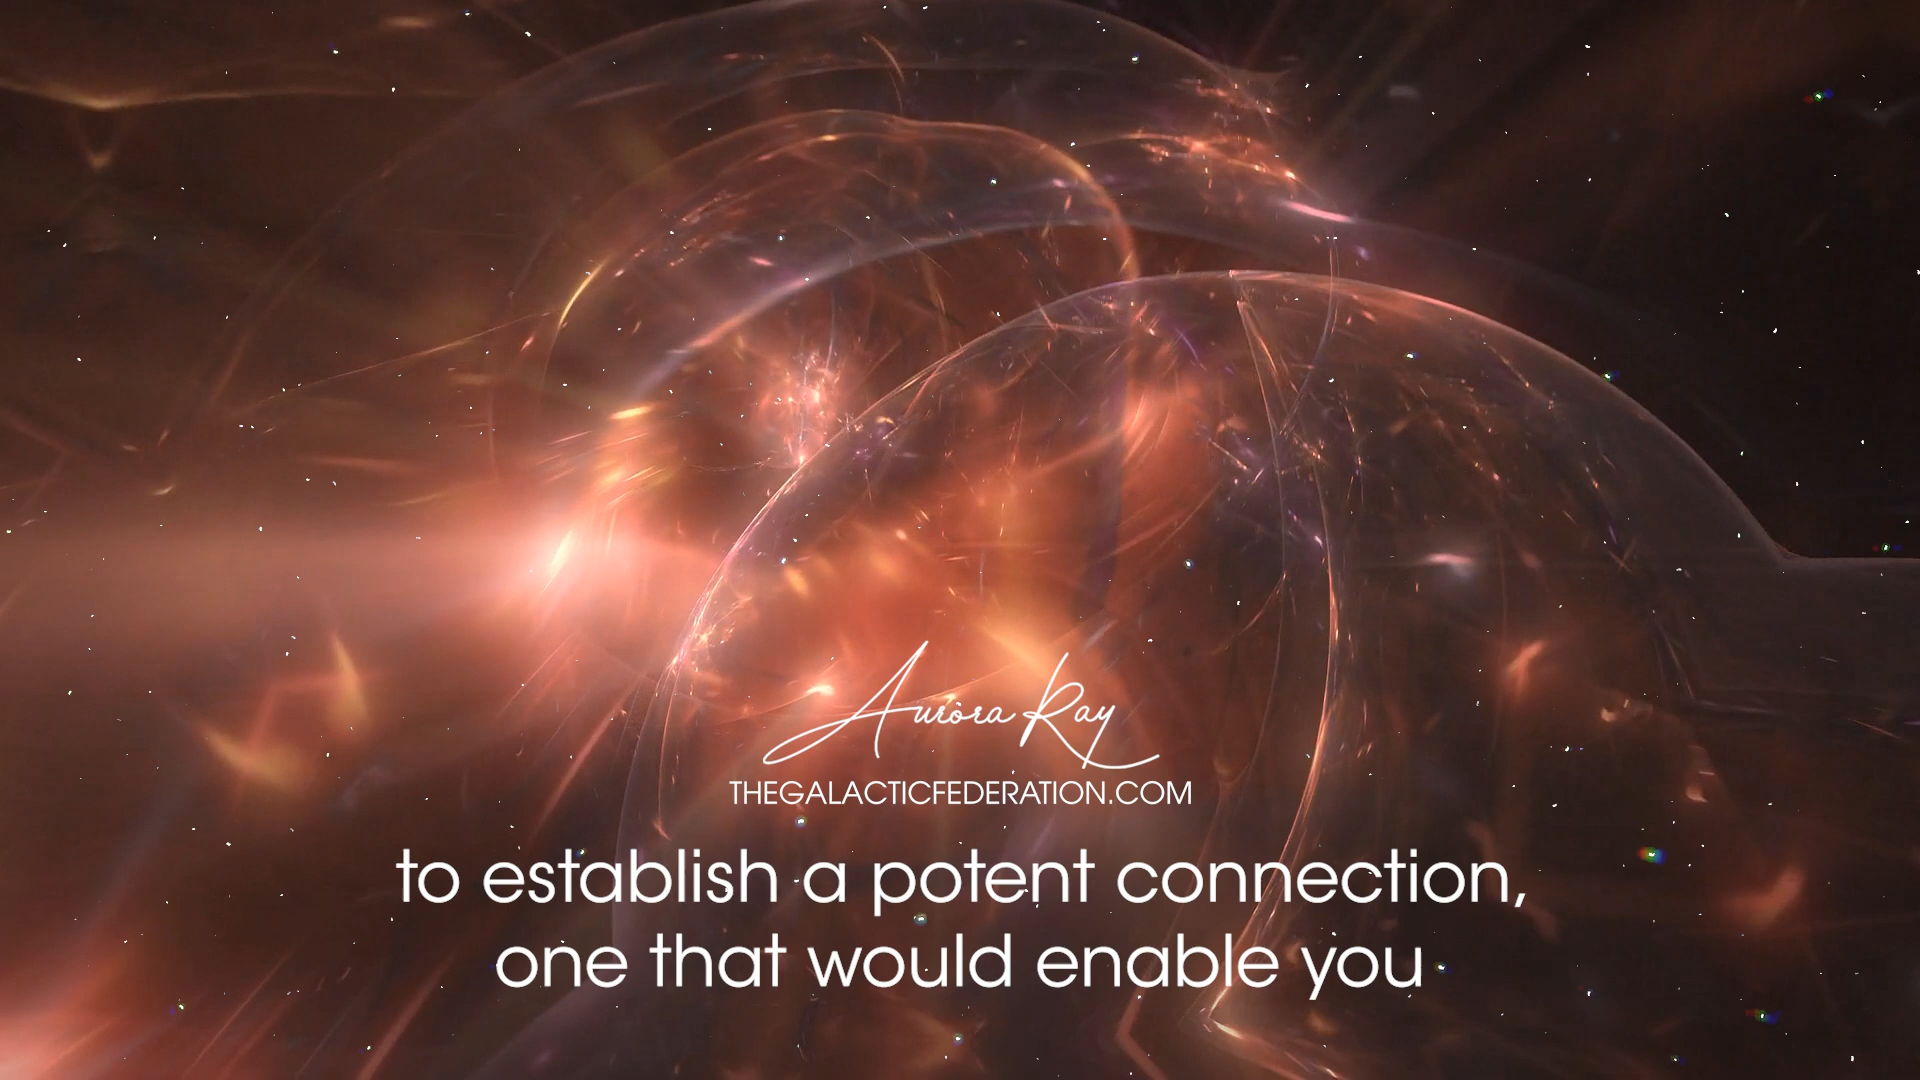 Aurora Ray
THEGALACTICFEDERATION.COM
to establish a potent connection,
one that would enable you